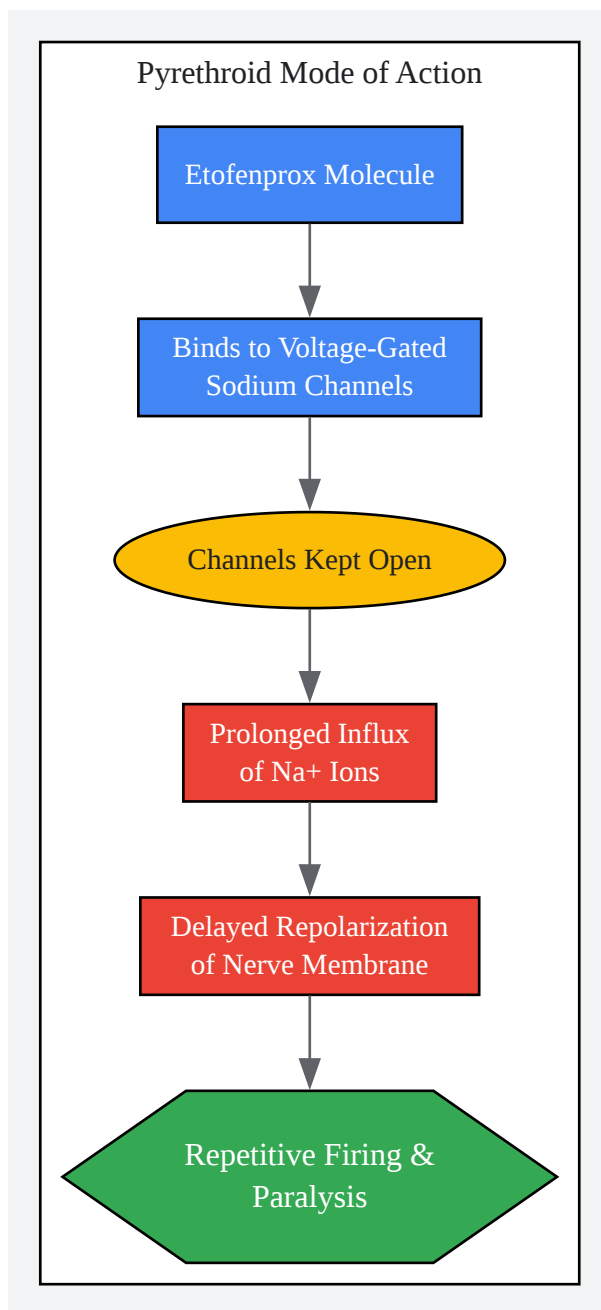 Pyrethroid Mode of Action
Etofenprox Molecule
Binds to Voltage-Gated
Sodium Channels
Channels Kept Open
Prolonged Influx
of Na+ Ions
Delayed Repolarization
of Nerve Membrane
Repetitive Firing &
Paralysis